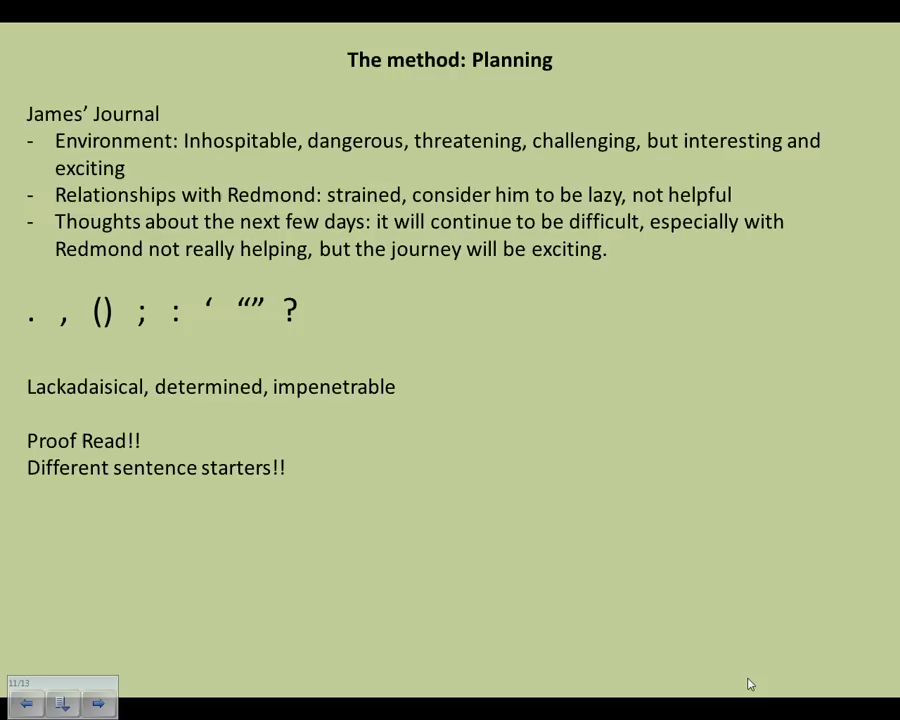 The method: Planning
James’ Journal
- Environment: Inhospitable, dangerous, threatening, challenging, but interesting and
exciting
- Relationships with Redmond: strained, consider him to be lazy, not helpful
- Thoughts about the next few days: it will continue to be difficult, especially with
Redmond not really helping, but the journey will be exciting.
. , () ; : ‘ “” ?
Lackadaisical, determined, impenetrable
Proof Read!!
Different sentence starters!!
11/13